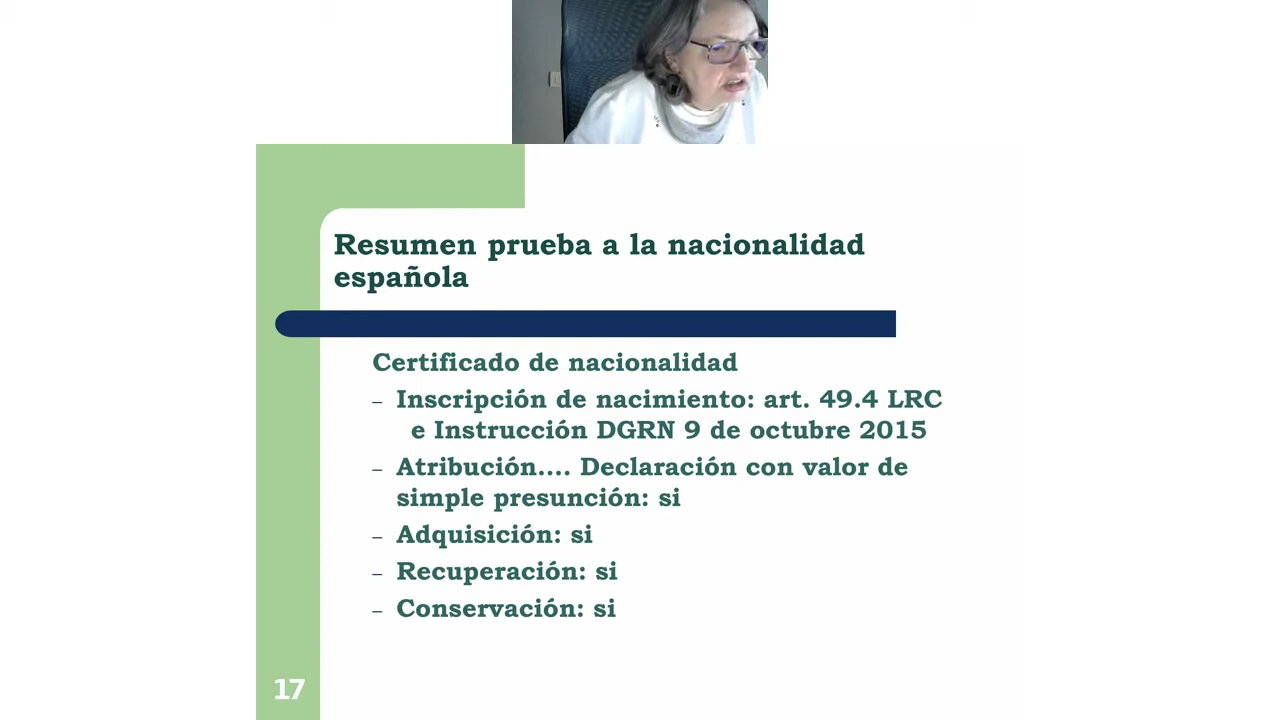 Resumen prueba a la nacionalidad
española
Certificado de nacionalidad
– Inscripción de nacimiento: art. 49.4 LRC
e Instrucción DGRN 9 de octubre 2015
– Atribución.... Declaración con valor de
simple presunción: si
– Adquisición: si
– Recuperación: si
– Conservación: si
17